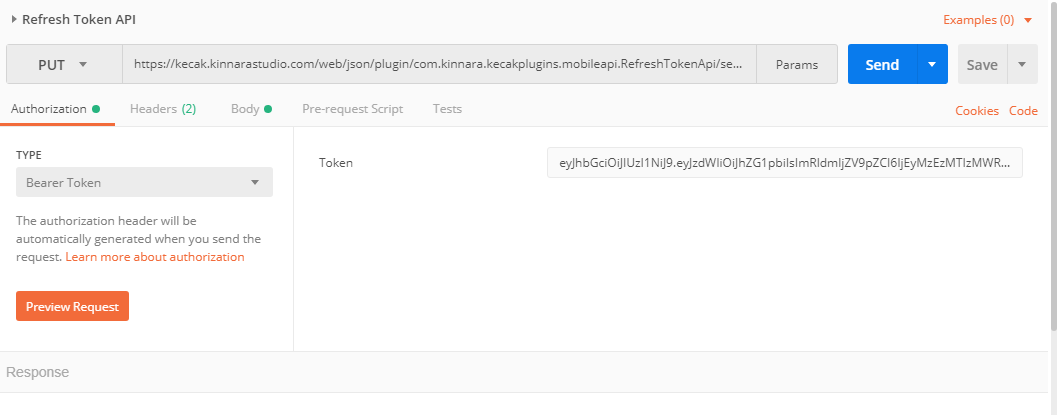 Refresh Token API
Examples (0)
PUT
https://kecak.kinnarastudio.com/web/json/plugin/com.kinnara.kecakplugins.mobileapi.RefreshTokenApi/se...
Params
Send
Save
Authorization
Headers (2)
Body
Pre-request Script
Tests
Cookies
Code
TYPE
Bearer Token
The authorization header will be
automatically generated when you send the
request. Learn more about authorization
Preview Request
Token
eyJhbGciOiJIUzI1NiJ9.eyJzdWIiOiJhZG1pbiIsImRldmljZV9pZCI6IjEyMzEzMTIzMWR...
Response